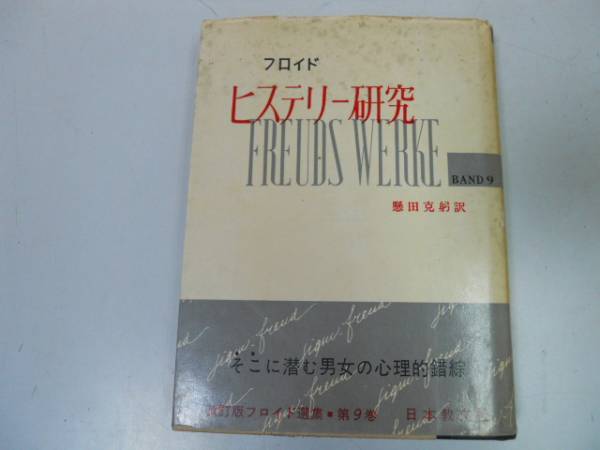 フロイド
ヒステリー研究
FREUDS WERKE
BAND 9
懸田克躬訳
sigm. freud
そこに潜む男女の心理的錯綜
改訂版フロイド選集・第9巻 日本教文社